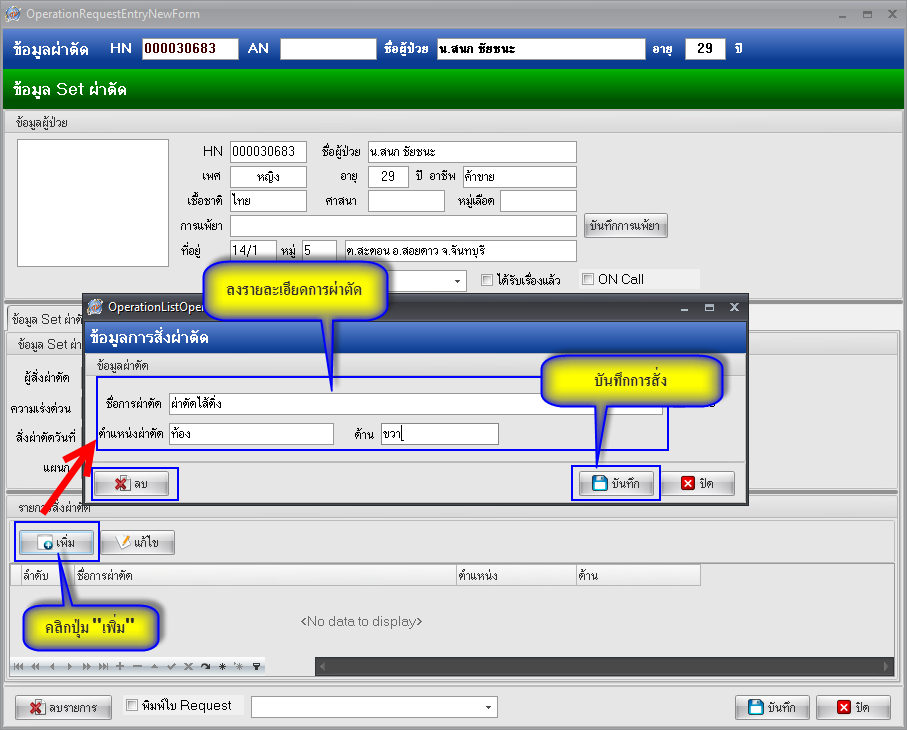 OperationRequestEntryNewForm
ข้อมูลผ่าตัด HN 000030683 AN ชื่อผู้ป่วย น.สนก ชัยชนะ อายุ 29 ปี
ข้อมูล Set ผ่าตัด
ข้อมูลผู้ป่วย
HN 000030683 ชื่อผู้ป่วย น.สนก ชัยชนะ
เพศ หญิง อายุ 29 ปี อาชีพ ค้าขาย
เชื้อชาติ ไทย ศาสนา หมู่เลือด
การแพ้ยา บันทึกการแพ้ยา
ที่อยู่ 14/1 หมู่ 5 ต.สะตอน อ.สอยดาว จ.จันทบุรี
ได้รับเรื่องแล้ว ON Call
ลงรายละเอียดการผ่าตัด
ข้อมูล Set ผ่าตัด
OperationListOper
ข้อมูลการสั่งผ่าตัด
ข้อมูล Set ผ่า
ข้อมูลผ่าตัด
ผู้สั่งผ่าตัด
บันทึกการสั่ง
ความเร่งด่วน
ชื่อการผ่าตัด ผ่าตัดไส้ติ่ง
สั่งผ่าตัดวันที่
ตำแหน่งผ่าตัด ท้อง ด้าน ขวา
แผนก
ลบ บันทึก ปิด
รายการสั่งผ่าตัด
เพิ่ม แก้ไข
ลำดับ ชื่อการผ่าตัด ตำแหน่ง ด้าน
<No data to display>
คลิกปุ่ม "เพิ่ม"
ลบรายการ พิมพ์ใบ Request บันทึก ปิด